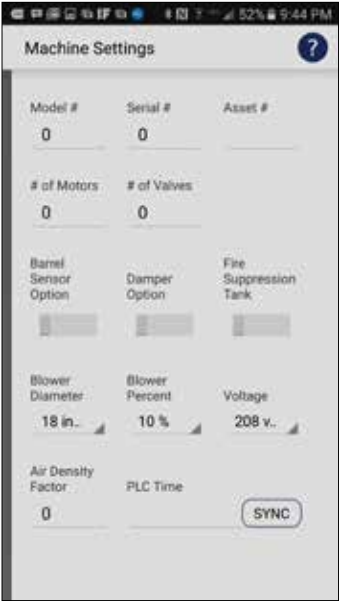 52% 9:44 PM
Machine Settings ?
Model # Serial # Asset #
0 0
# of Motors # of Valves
0 0
Barrel
Sensor
Option
Damper
Option
Fire
Suppression
Tank
Blower
Diameter
Blower
Percent
Voltage
18 in.. 10 % 208 v..
Air Density
Factor
PLC Time
0 SYNC